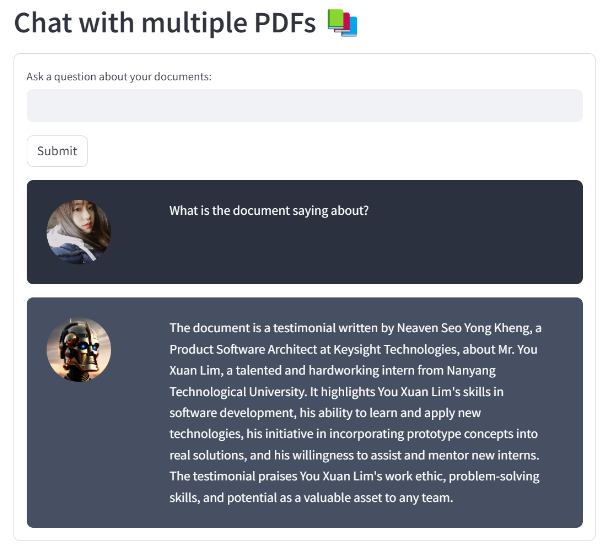 Chat with multiple PDFs
Ask a question about your documents:
Submit
What is the document saying about?
The document is a testimonial written by Neaven Seo Yong Kheng, a
Product Software Architect at Keysight Technologies, about Mr. You
Xuan Lim, a talented and hardworking intern from Nanyang
Technological University. It highlights You Xuan Lim's skills in
software development, his ability to learn and apply new
technologies, his initiative in incorporating prototype concepts into
real solutions, and his willingness to assist and mentor new interns.
The testimonial praises You Xuan Lim's work ethic, problem-solving
skills, and potential as a valuable asset to any team.